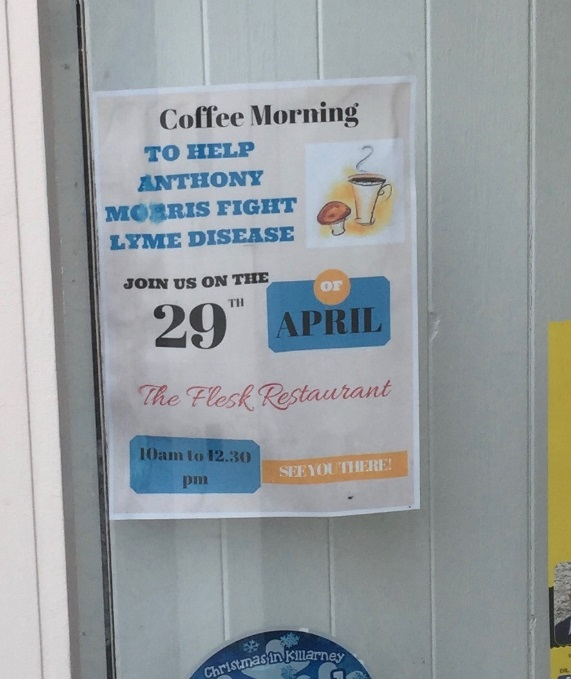 Coffee Morning
TO HELP
ANTHONY
MORRIS FIGHT
LYME DISEASE
JOIN US ON THE
29TH
OF
APRIL
The Flesk Restaurant
10am to 12.30
pm
SEE YOU THERE!
Christmas in Killarney